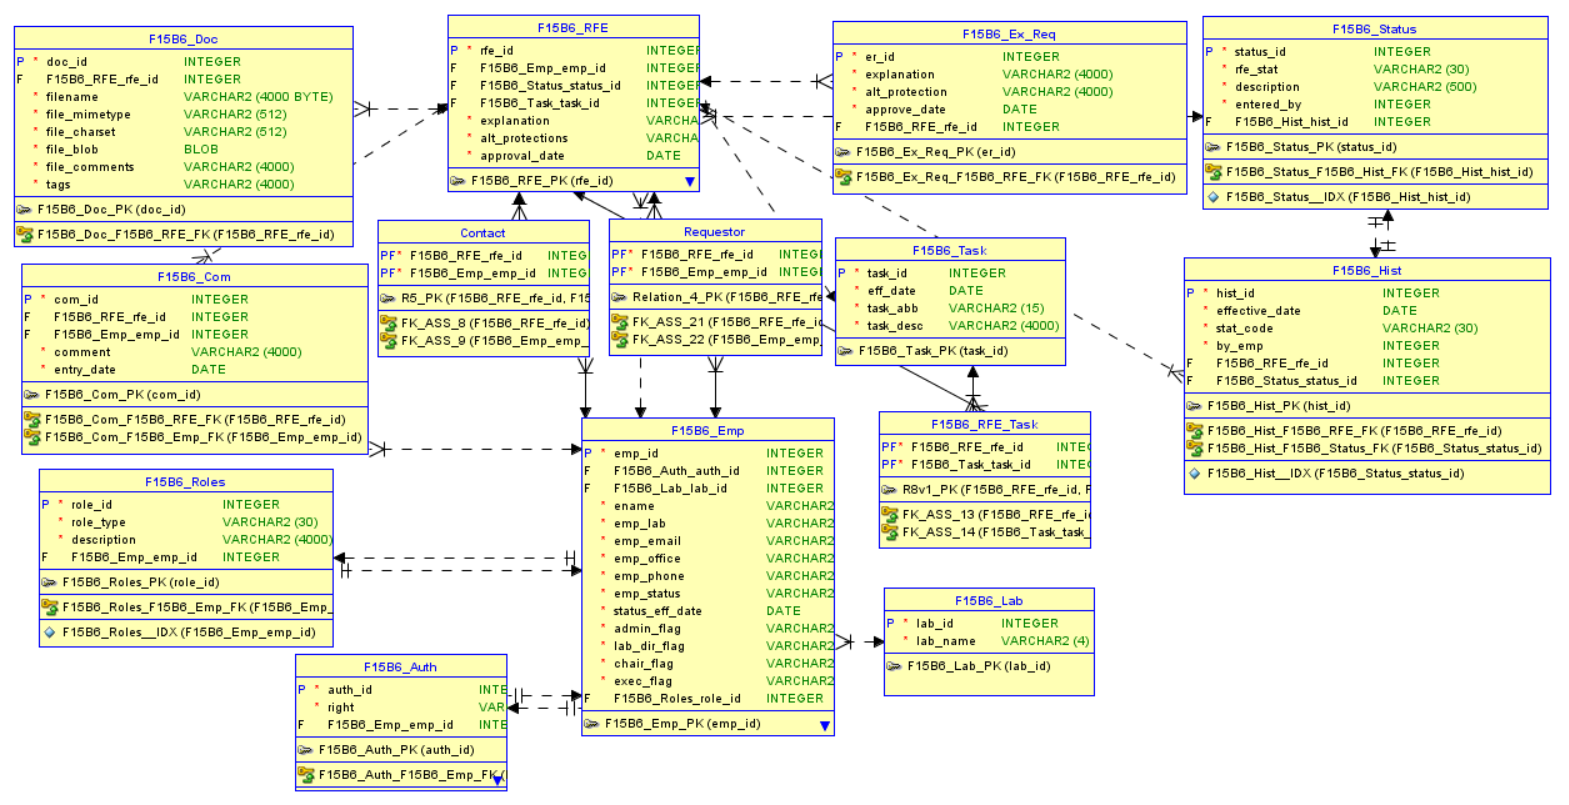 F15B6_Doc
P * doc_id INTEGER
F F15B6_RFE_rfe_id INTEGER
* filename VARCHAR2 (4000 BYTE)
* file_mimetype VARCHAR2 (512)
* file_charset VARCHAR2 (512)
* file_blob BLOB
* file_comments VARCHAR2 (4000)
* tags VARCHAR2 (4000)
F15B6_Doc_PK (doc_id)
F15B6_Doc_F15B6_RFE_FK (F15B6_RFE_rfe_id)
F15B6_RFE
P * rfe_id INTEGER
F F15B6_Emp_emp_id INTEGE
F F15B6_Status_status_id INTEGE
F F15B6_Task_task_id INTEGE
* explanation VARCHA
* alt_protections VARCHA
* approval_date DATE
F15B6_RFE_PK (rfe_id)
F15B6_Ex_Req
P * er_id INTEGER
* explanation VARCHAR2 (4000)
* alt_protection VARCHAR2 (4000)
* approve_date DATE
F F15B6_RFE_rfe_id INTEGER
F15B6_Ex_Req_PK (er_id)
F15B6_Ex_Req_F15B6_RFE_FK (F15B6_RFE_rfe_id)
F15B6_Status
P * status_id INTEGER
* rfe_stat VARCHAR2 (30)
* description VARCHAR2 (500)
* entered_by INTEGER
F F15B6_Hist_hist_id INTEGER
F15B6_Status_PK (status_id)
F15B6_Status_F15B6_Hist_FK (F15B6_Hist_hist_id)
F15B6_Status__IDX (F15B6_Hist_hist_id)
F15B6_Com
P * com_id INTEGER
F F15B6_RFE_rfe_id INTEGER
F F15B6_Emp_emp_id INTEGER
* comment VARCHAR2 (4000)
* entry_date DATE
F15B6_Com_PK (com_id)
F15B6_Com_F15B6_RFE_FK (F15B6_RFE_rfe_id)
F15B6_Com_F15B6_Emp_FK (F15B6_Emp_emp_id)
Contact
PF* F15B6_RFE_rfe_id INTEG
PF* F15B6_Emp_emp_id INTEG
R5_PK (F15B6_RFE_rfe_id, F15
FK_ASS_8 (F15B6_RFE_rfe_id)
FK_ASS_9 (F15B6_Emp_emp_
Requestor
PF* F15B6_RFE_rfe_id INTEG
PF* F15B6_Emp_emp_id INTEG
Relation_4_PK (F15B6_RFE_rfe
FK_ASS_21 (F15B6_RFE_rfe_id
FK_ASS_22 (F15B6_Emp_emp_
F15B6_Task
P * task_id INTEGER
* eff_date DATE
* task_abb VARCHAR2 (15)
* task_desc VARCHAR2 (4000)
F15B6_Task_PK (task_id)
F15B6_Hist
P * hist_id INTEGER
* effective_date DATE
* stat_code VARCHAR2 (30)
* by_emp INTEGER
F F15B6_RFE_rfe_id INTEGER
F F15B6_Status_status_id INTEGER
F15B6_Hist_PK (hist_id)
F15B6_Hist_F15B6_RFE_FK (F15B6_RFE_rfe_id)
F15B6_Hist_F15B6_Status_FK (F15B6_Status_status_id)
F15B6_Hist__IDX (F15B6_Status_status_id)
F15B6_Roles
P * role_id INTEGER
* role_type VARCHAR2 (30)
* description VARCHAR2 (4000)
F F15B6_Emp_emp_id INTEGER
F15B6_Roles_PK (role_id)
F15B6_Roles_F15B6_Emp_FK (F15B6_Emp_
F15B6_Roles__IDX (F15B6_Emp_emp_id)
F15B6_Emp
P * emp_id INTEGER
F F15B6_Auth_auth_id INTEGER
F F15B6_Lab_lab_id INTEGER
* ename VARCHAR2
* emp_lab VARCHAR2
* emp_email VARCHAR2
* emp_office VARCHAR2
* emp_phone VARCHAR2
* emp_status VARCHAR2
* status_eff_date DATE
* admin_flag VARCHAR2
* lab_dir_flag VARCHAR2
* chair_flag VARCHAR2
* exec_flag VARCHAR2
F F15B6_Roles_role_id INTEGER
F15B6_Emp_PK (emp_id)
F15B6_RFE_Task
PF* F15B6_RFE_rfe_id INTEG
PF* F15B6_Task_task_id INTEG
R8v1_PK (F15B6_RFE_rfe_id, F
FK_ASS_13 (F15B6_RFE_rfe_i
FK_ASS_14 (F15B6_Task_task_
F15B6_Lab
P * lab_id INTEGER
* lab_name VARCHAR2 (4)
F15B6_Lab_PK (lab_id)
F15B6_Auth
P * auth_id INTE
* right VAR
F F15B6_Emp_emp_id INTE
F15B6_Auth_PK (auth_id)
F15B6_Auth_F15B6_Emp_FK (